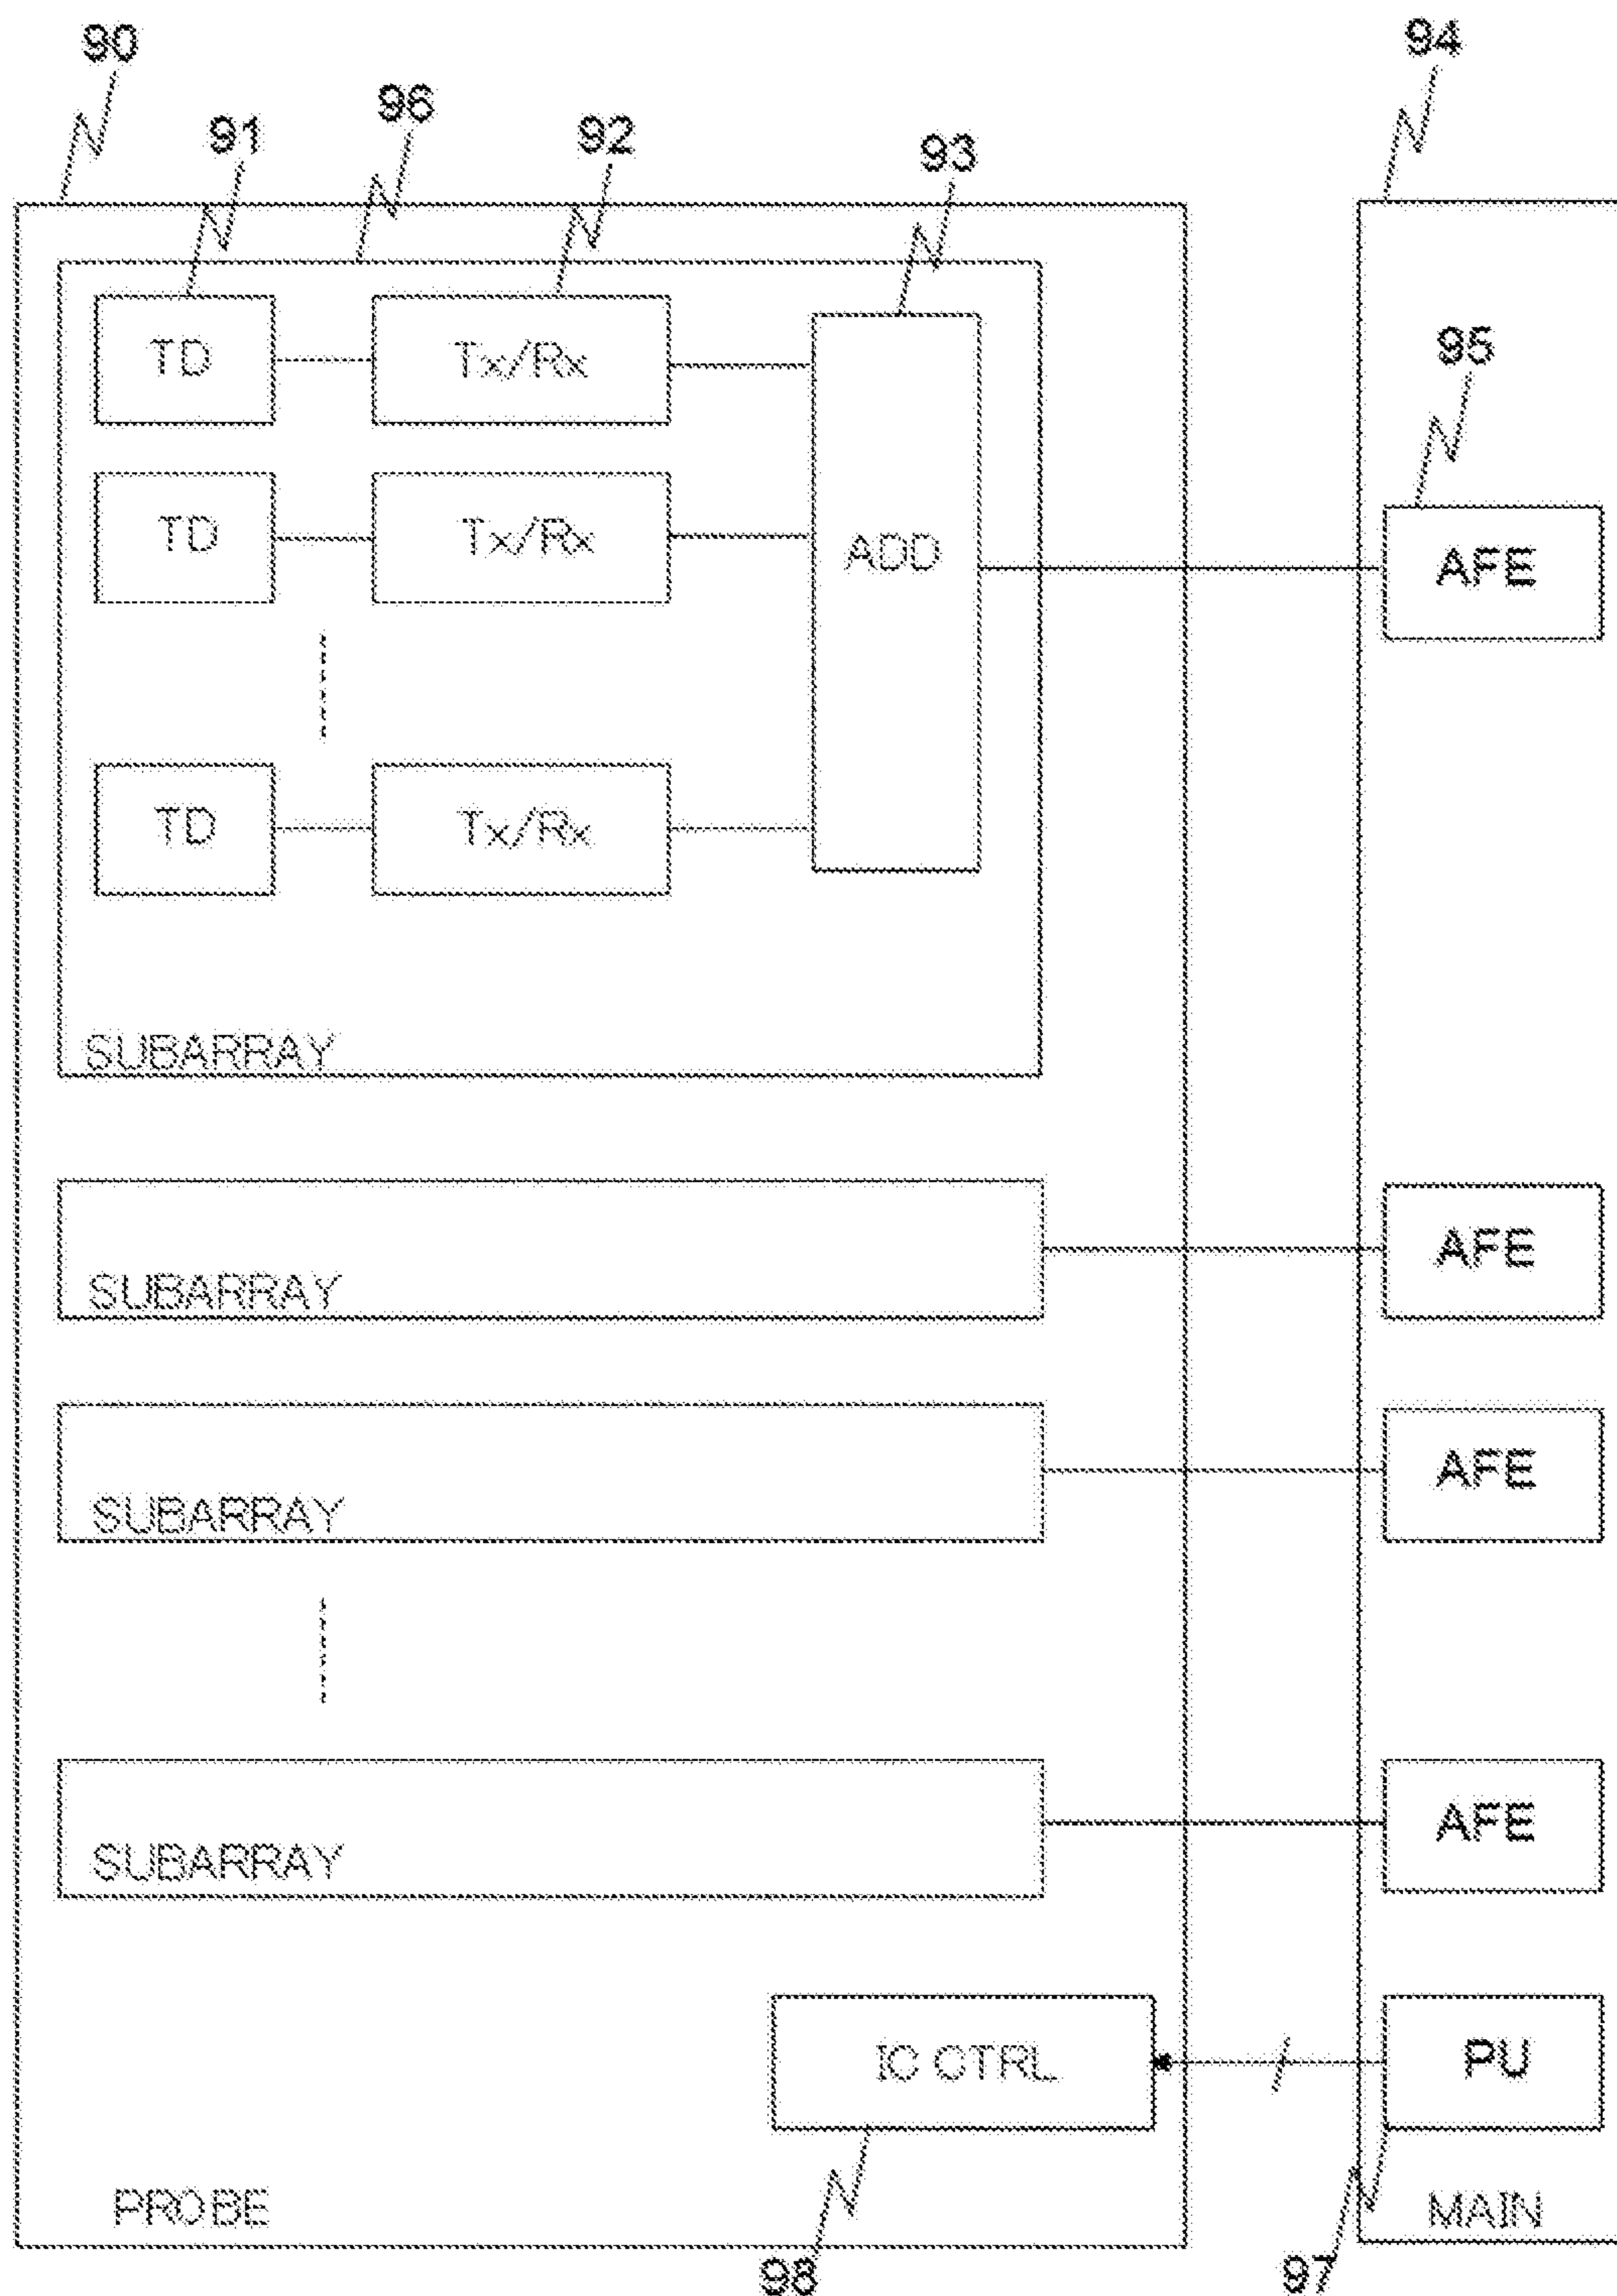 90
94
96
91
92
93
TD
Tx/Rx
95
TD
Tx/Rx
ADD
AFE
TD
Tx/Rx
SUBARRAY
AFE
SUBARRAY
AFE
SUBARRAY
AFE
SUBARRAY
IC CTRL
PU
PROBE
MAIN
98
97